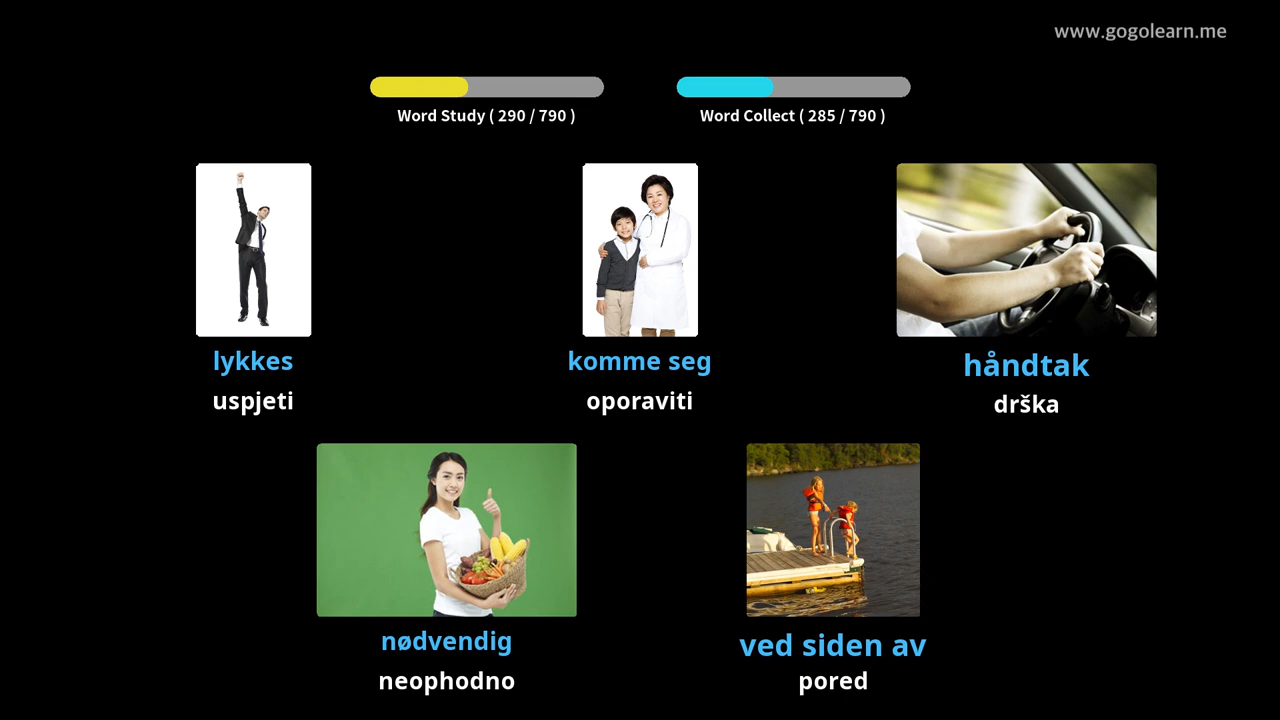 www.gogolearn.me
Word Study ( 290 / 790 )
Word Collect ( 285 / 790 )
lykkes
uspjeti
komme seg
oporaviti
håndtak
drška
nødvendig
neophodno
ved siden av
pored